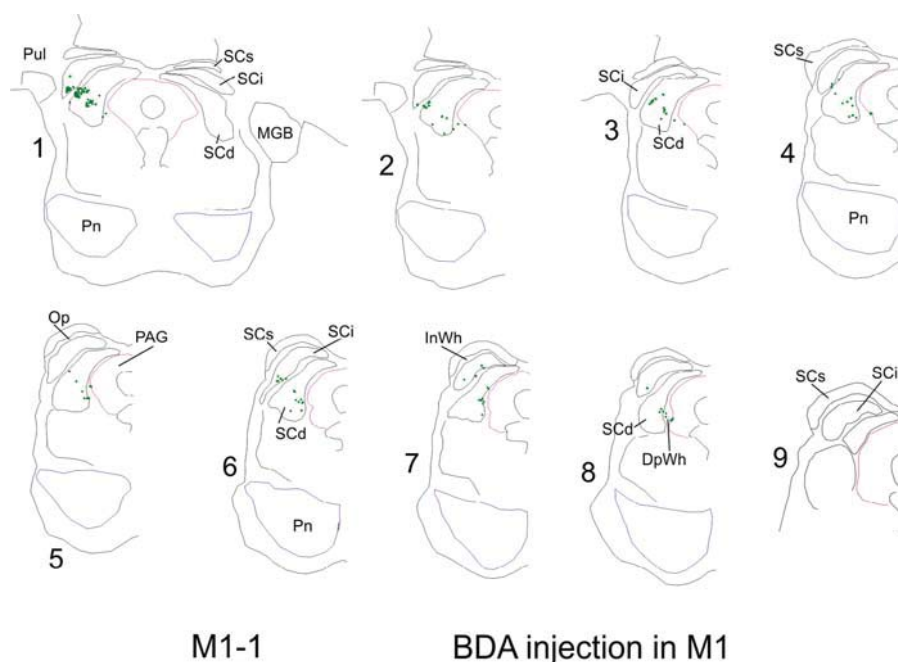 Pul
SCs
SCi
MGB
SCd
Pn
1
2
SCi
SCd
3
SCs
4
Pn
Op
PAG
5
SCs
SCi
SCd
6
Pn
InWh
7
SCd
DpWh
8
SCs
SCi
9
M1-1 BDA injection in M1